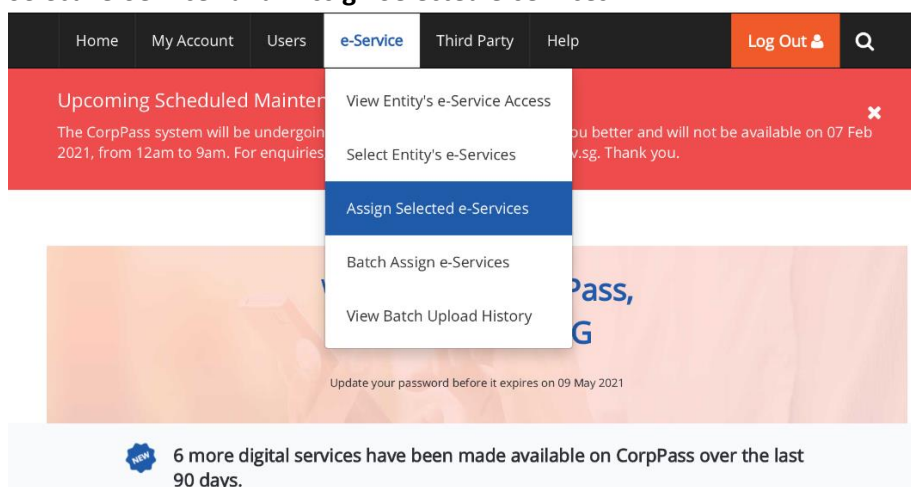 Home My Account Users e-Service Third Party Help Log Out
Upcoming Scheduled Mainten
The CorpPass system will be undergoin
ou better and will not be available on 07 Feb
2021, from 12am to 9am. For enquiries,
v.sg. Thank you.
View Entity's e-Service Access
Select Entity's e-Services
Assign Selected e-Services
Batch Assign e-Services
View Batch Upload History
Pass,
G
Update your password before it expires on 09 May 2021
NEW
6 more digital services have been made available on CorpPass over the last
90 days.